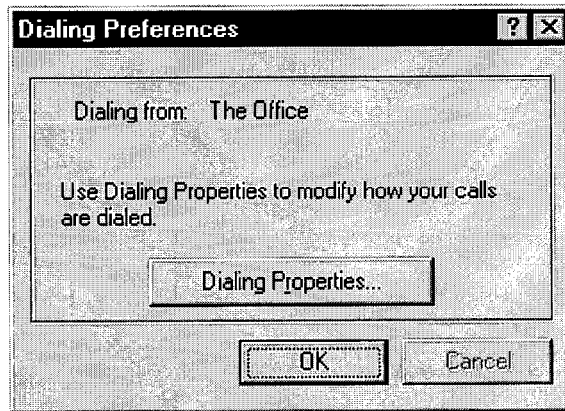 Dialing Preferences
Dialing from: The Office
Use Dialing Properties to modify how your calls
are dialed.
Dialing Properties...
OK
Cancel